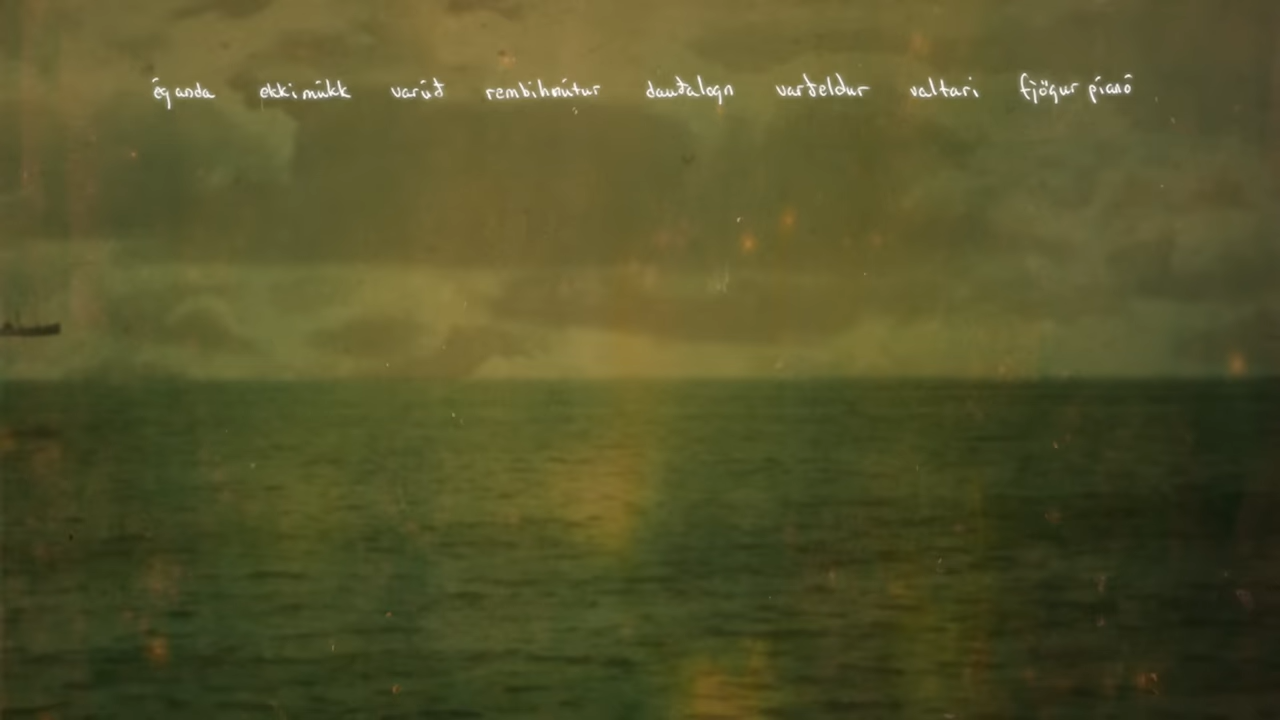 ég anda ekki múkk varúð rembihnútur dauðalogn varðeldur valtari fjögur píanó